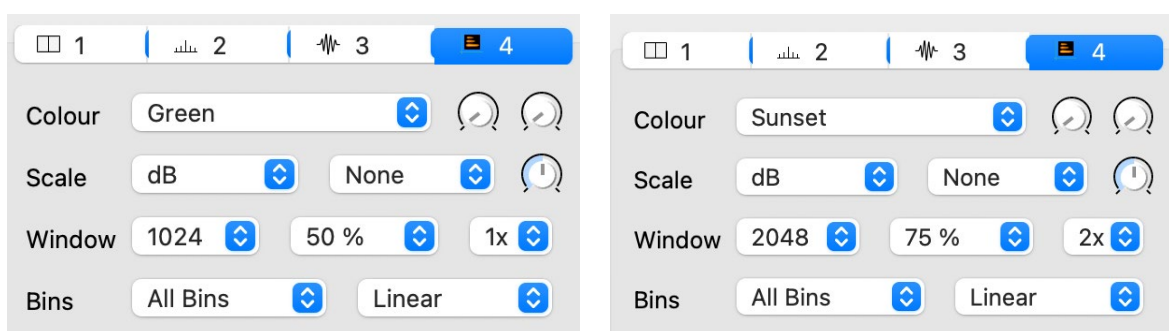 1 2 3 4
Colour Green
Scale dB None
Window 1024 50 % 1x
Bins All Bins Linear
1 2 3 4
Colour Sunset
Scale dB None
Window 2048 75 % 2x
Bins All Bins Linear